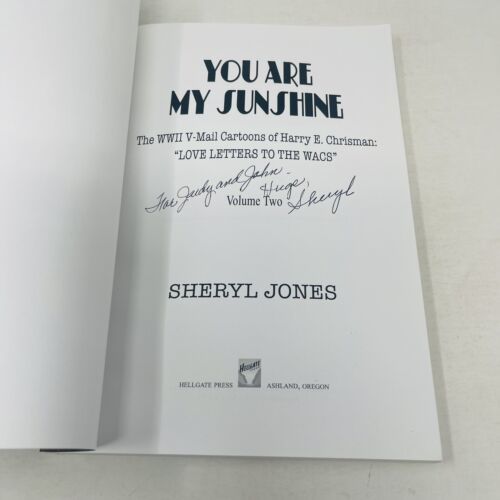 YOU ARE
MY SUNSHINE
The WWII V-Mail Cartoons of Harry E. Chrisman:
"LOVE LETTERS TO THE WACS"
For Judy and John -
Hugs,
Sheryl
Volume Two
SHERYL JONES
HELLGATE
HELLGATE PRESS ASHLAND, OREGON